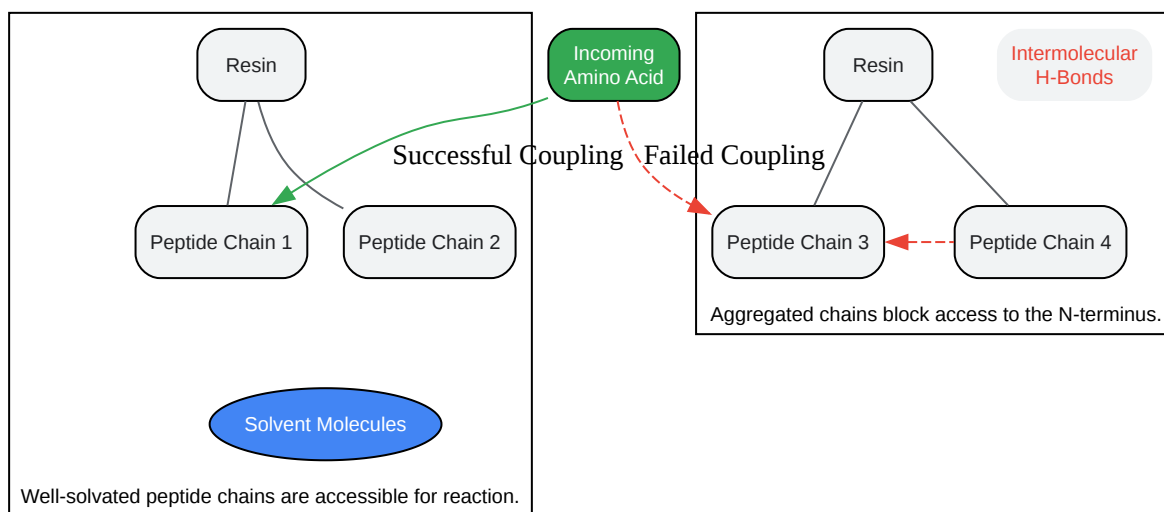 Resin
Incoming
Amino Acid
Resin
Intermolecular
H-Bonds
Successful Coupling
Failed Coupling
Peptide Chain 1
Peptide Chain 2
Peptide Chain 3
Peptide Chain 4
Aggregated chains block access to the N-terminus.
Solvent Molecules
Well-solvated peptide chains are accessible for reaction.